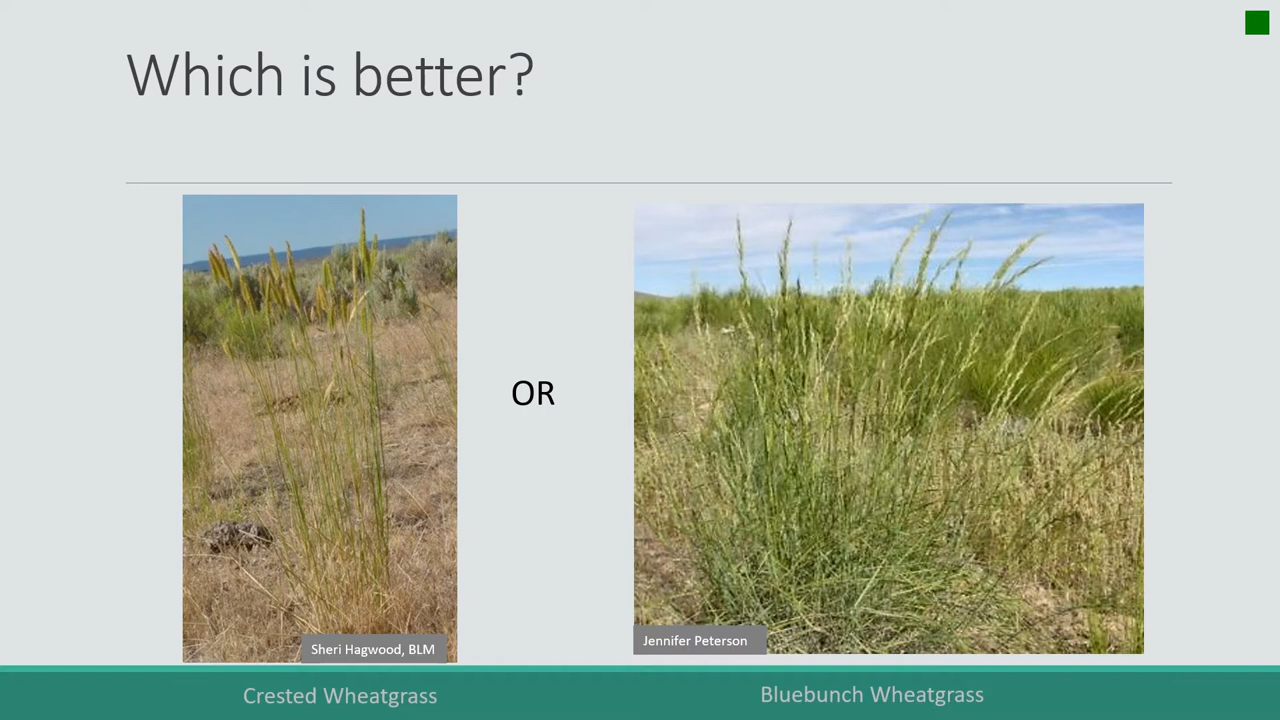 Which is better?
OR
Sheri Hagwood, BLM
Jennifer Peterson
Crested Wheatgrass
Bluebunch Wheatgrass